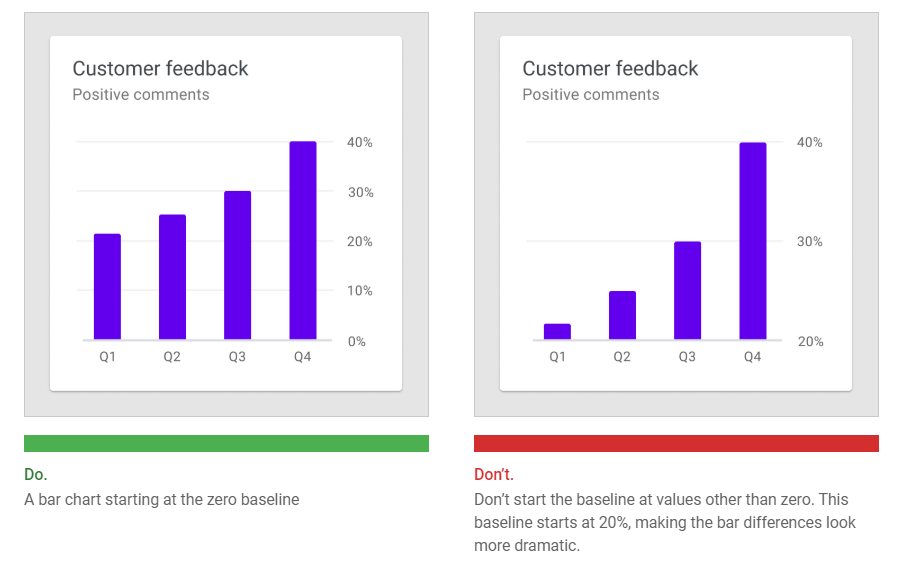 Customer feedback
Positive comments
40%
30%
20%
10%
0%
Q1 Q2 Q3 Q4
Do.
A bar chart starting at the zero baseline
Customer feedback
Positive comments
40%
30%
20%
Q1 Q2 Q3 Q4
Don’t.
Don’t start the baseline at values other than zero. This
baseline starts at 20%, making the bar differences look
more dramatic.